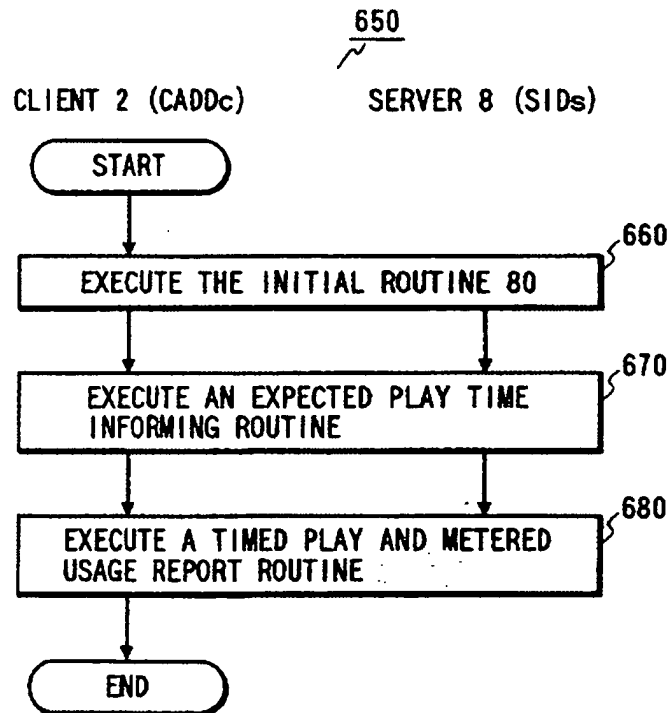 650
CLIENT 2 (CADDc) SERVER 8 (SIDs)
START
660
EXECUTE THE INITIAL ROUTINE 80
670
EXECUTE AN EXPECTED PLAY TIME
INFORMING ROUTINE
680
EXECUTE A TIMED PLAY AND METERED
USAGE REPORT ROUTINE
END